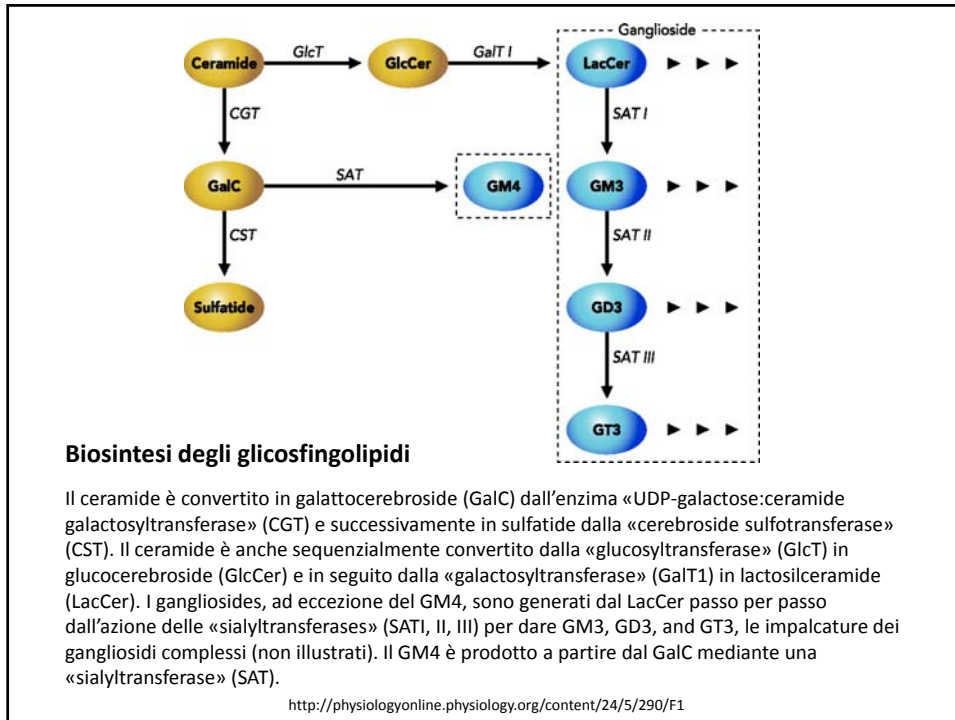 Ganglioside
Ceramide GlcT GlcCer GalT I LacCer
CGT SAT I
GalC SAT GM4 GM3
CST SAT II
Sulfatide GD3
SAT III
GT3
Biosintesi degli glicosfingolipidi
Il ceramide è convertito in galattocerebroside (GalC) dall’enzima «UDP-galactose:ceramide
galactosyltransferase» (CGT) e successivamente in sulfatide dalla «cerebroside sulfotransferase»
(CST). Il ceramide è anche sequenzialmente convertito dalla «glucosyltransferase» (GlcT) in
glucocerebroside (GlcCer) e in seguito dalla «galactosyltransferase» (GalT1) in lactosilceramide
(LacCer). I gangliosides, ad eccezione del GM4, sono generati dal LacCer passo per passo
dall’azione delle «sialyltransferases» (SATI, II, III) per dare GM3, GD3, and GT3, le impalcature dei
gangliosidi complessi (non illustrati). Il GM4 è prodotto a partire dal GalC mediante una
«sialyltransferase» (SAT).
http://physiologyonline.physiology.org/content/24/5/290/F1